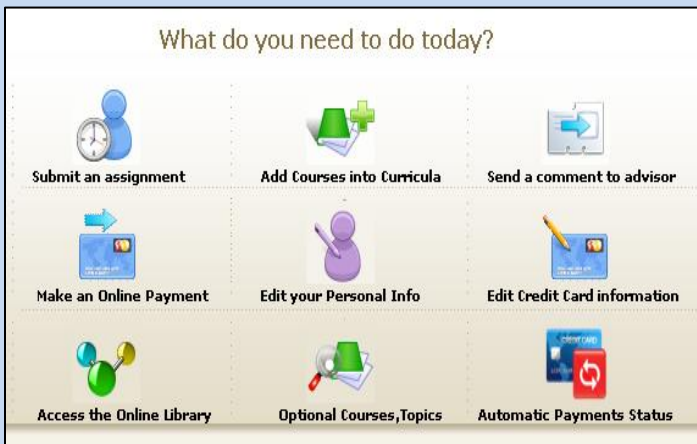 What do you need to do today?
Submit an assignment
Add Courses into Curricula
Send a comment to advisor
Make an Online Payment
Edit your Personal Info
Edit Credit Card information
CREDIT CARD
Access the Online Library
Optional Courses,Topics
Automatic Payments Status